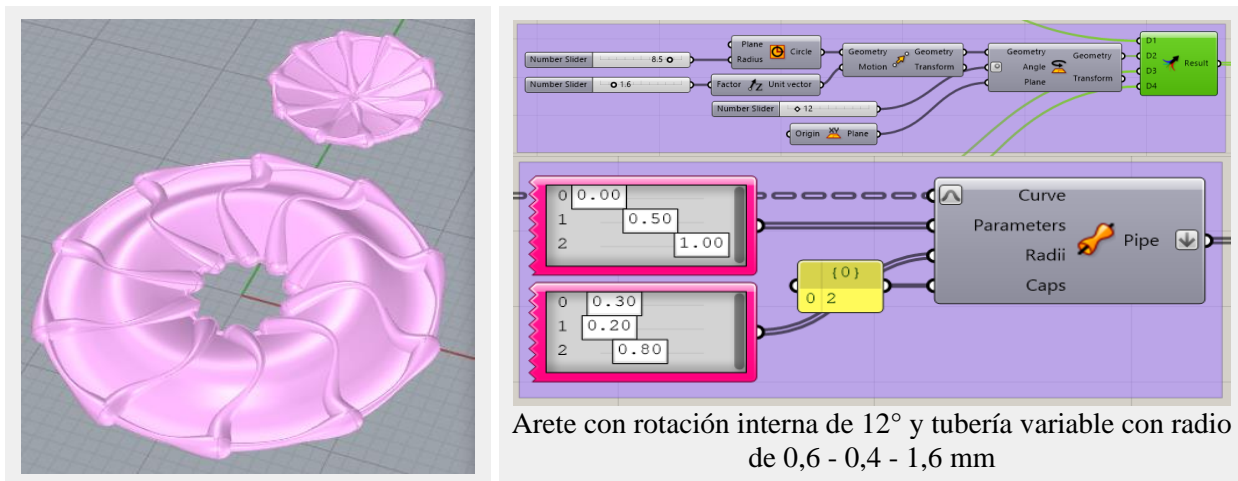 Number Slider 8.5
Plane
Radius
Circle
Number Slider 1.6
Factor Z Unit vector
Geometry Geometry
Motion Transform
Number Slider 12
Origin XY Plane
Geometry
Angle
Plane
Geometry
Transform
D1
D2
D3
D4
Result
0 0.00
1 0.50
2 1.00
0 0.30
1 0.20
2 0.80
{0}
0 2
Curve
Parameters
Radii
Caps
Pipe
Arete con rotación interna de 12° y tubería variable con radio
de 0,6 - 0,4 - 1,6 mm